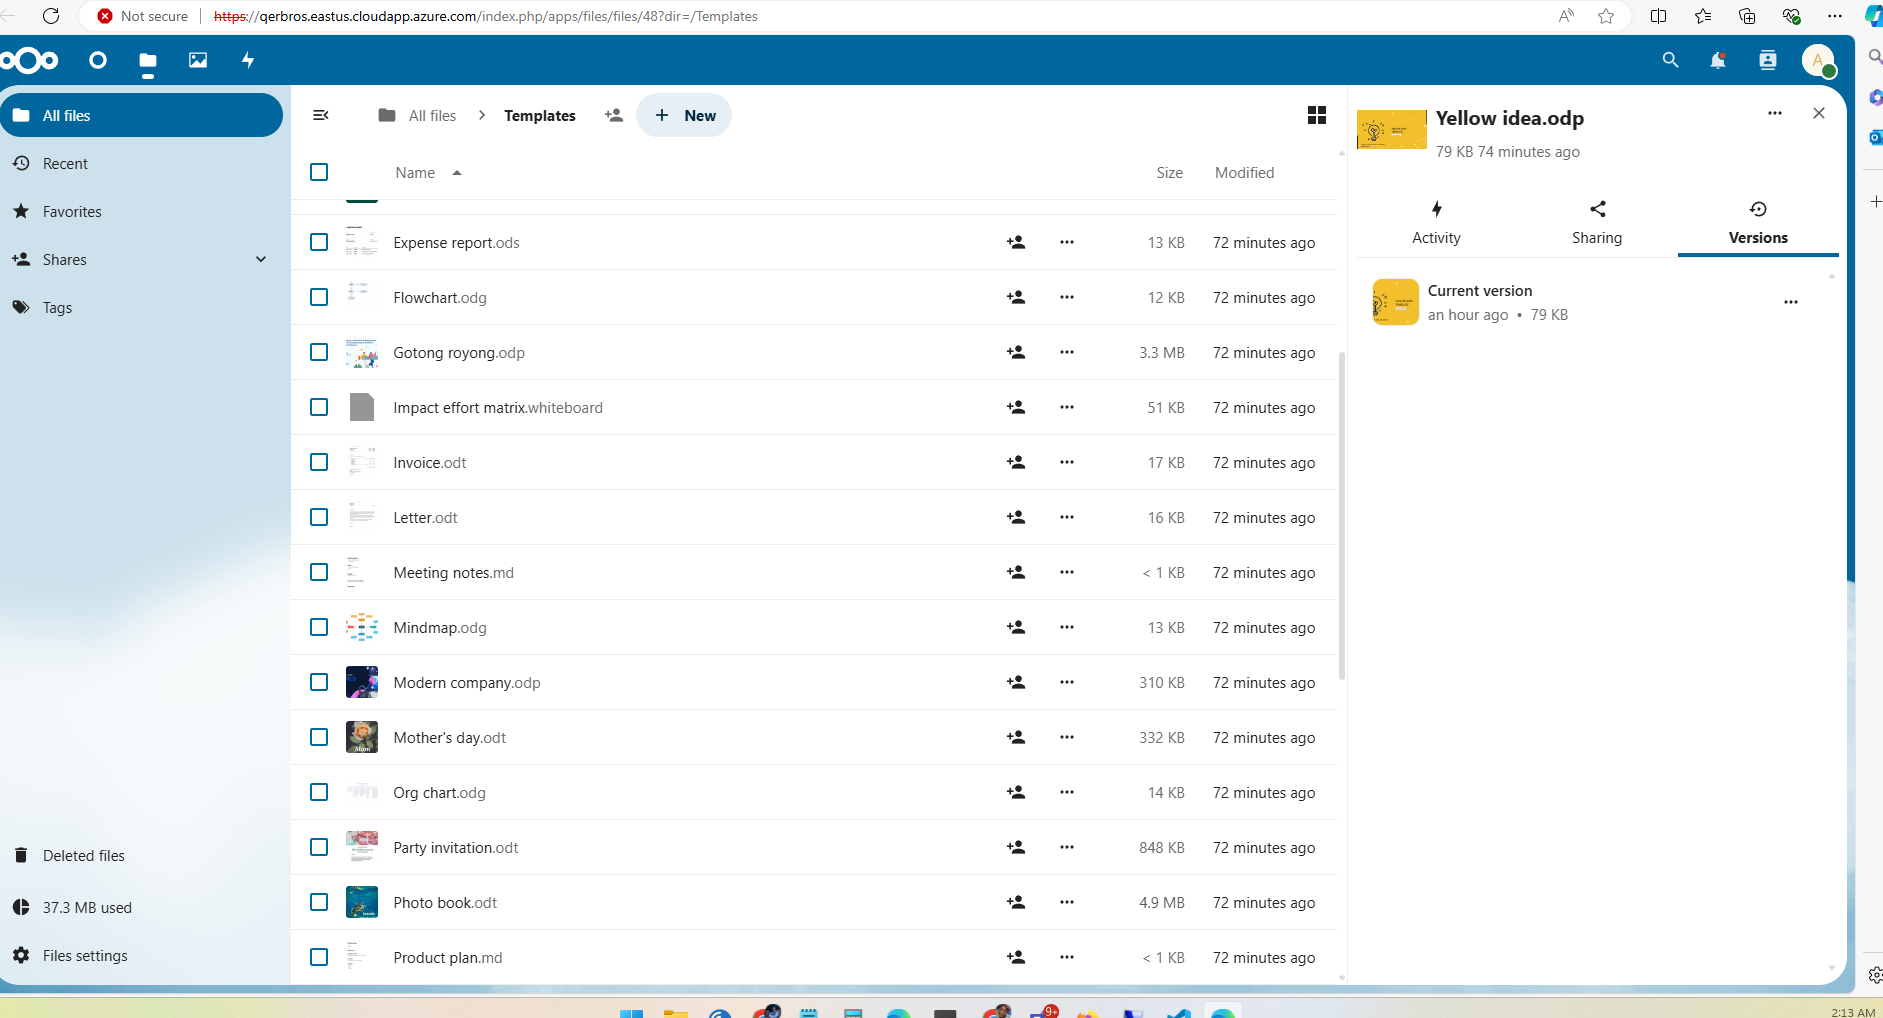 Not secure
https://qerbros.eastus.cloudapp.azure.com/index.php/apps/files/files/48?dir=/Templates
A
All files
Recent
Favorites
Shares
Tags
Deleted files
37.3 MB used
Files settings
All files > Templates
+ New
Name Size Modified
Expense report.ods 13 KB 72 minutes ago
Flowchart.odg 12 KB 72 minutes ago
Gotong royong.odp 3.3 MB 72 minutes ago
Impact effort matrix.whiteboard 51 KB 72 minutes ago
Invoice.odt 17 KB 72 minutes ago
Letter.odt 16 KB 72 minutes ago
Meeting notes.md < 1 KB 72 minutes ago
Mindmap.odg 13 KB 72 minutes ago
Modern company.odp 310 KB 72 minutes ago
Mother's day.odt 332 KB 72 minutes ago
Org chart.odg 14 KB 72 minutes ago
Party invitation.odt 848 KB 72 minutes ago
Photo book.odt 4.9 MB 72 minutes ago
Product plan.md < 1 KB 72 minutes ago
Yellow idea.odp
79 KB 74 minutes ago
Activity Sharing Versions
Current version
an hour ago • 79 KB
9+
2:13 AM